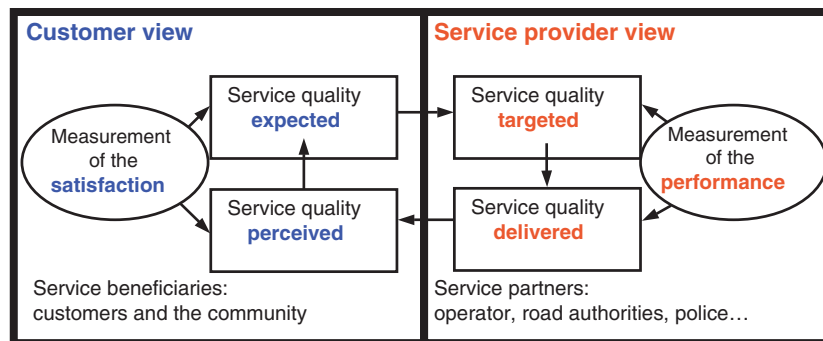 Customer view
Service quality
expected
Measurement
of the
satisfaction
Service quality
perceived
Service beneficiaries:
customers and the community
Service provider view
Service quality
targeted
Measurement
of the
performance
Service quality
delivered
Service partners:
operator, road authorities, police…